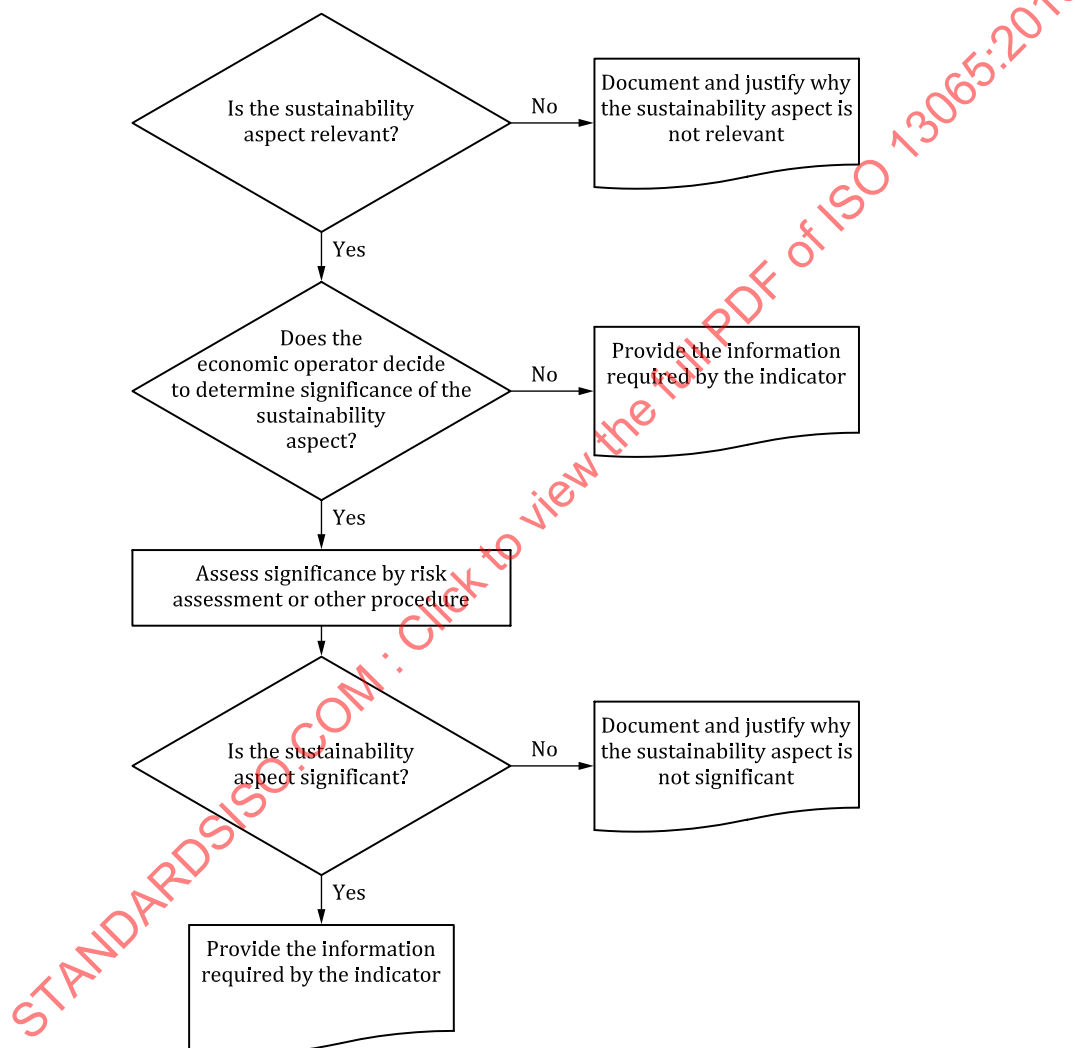 Is the sustainability
aspect relevant?
No
Document and justify why
the sustainability aspect is
not relevant
Yes
Does the
economic operator decide
to determine significance of the
sustainability
aspect?
No
Provide the information
required by the indicator
Yes
Assess significance by risk
assessment or other procedure
Is the sustainability
aspect significant?
No
Document and justify why
the sustainability aspect is
not significant
Yes
Provide the information
required by the indicator
STANDARDSISO.COM : Click to view the full PDF of ISO